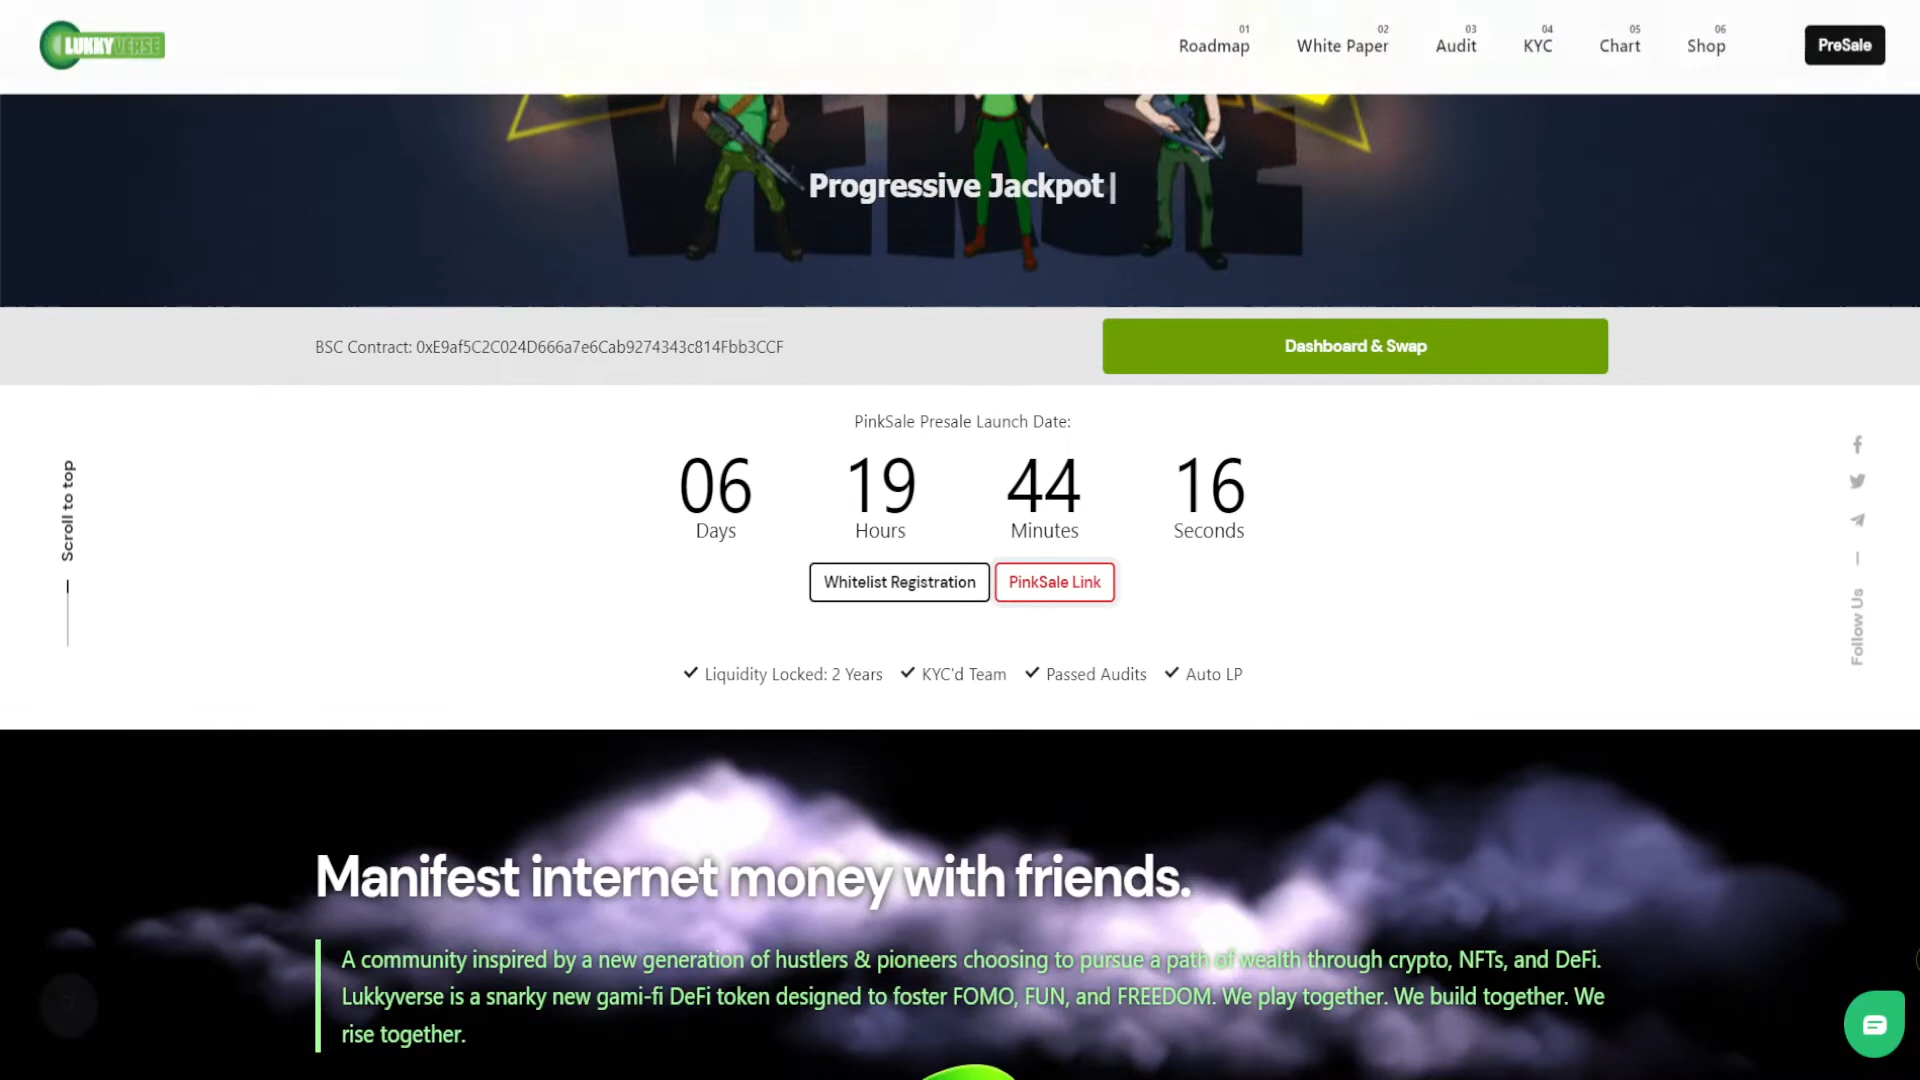 LUKKYVERSE
01
Roadmap
02
White Paper
03
Audit
04
KYC
05
Chart
06
Shop
PreSale
VERSE
Progressive Jackpot|
BSC Contract: 0xE9af5C2C024D666a7e6Cab9274343c814Fbb3CCF
Dashboard & Swap
PinkSale Presale Launch Date:
06 19 44 16
Days Hours Minutes Seconds
Whitelist Registration PinkSale Link
Liquidity Locked: 2 Years KYC'd Team Passed Audits Auto LP
Scroll to top
Follow Us
Manifest internet money with friends.
A community inspired by a new generation of hustlers & pioneers choosing to pursue a path of wealth through crypto, NFTs, and DeFi.
Lukkyverse is a snarky new gami-fi DeFi token designed to foster FOMO, FUN, and FREEDOM. We play together. We build together. We
rise together.